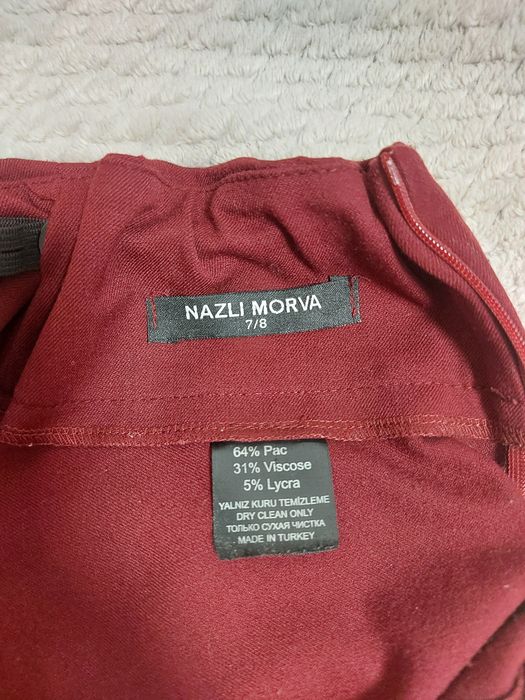 NAZLI MORVA
7/8
64% Pac
31% Viscose
5% Lycra
YALNIZ KURU TEMİZLEME
DRY CLEAN ONLY
ТОЛЬКО СУХАЯ ЧИСТКА
MADE IN TURKEY